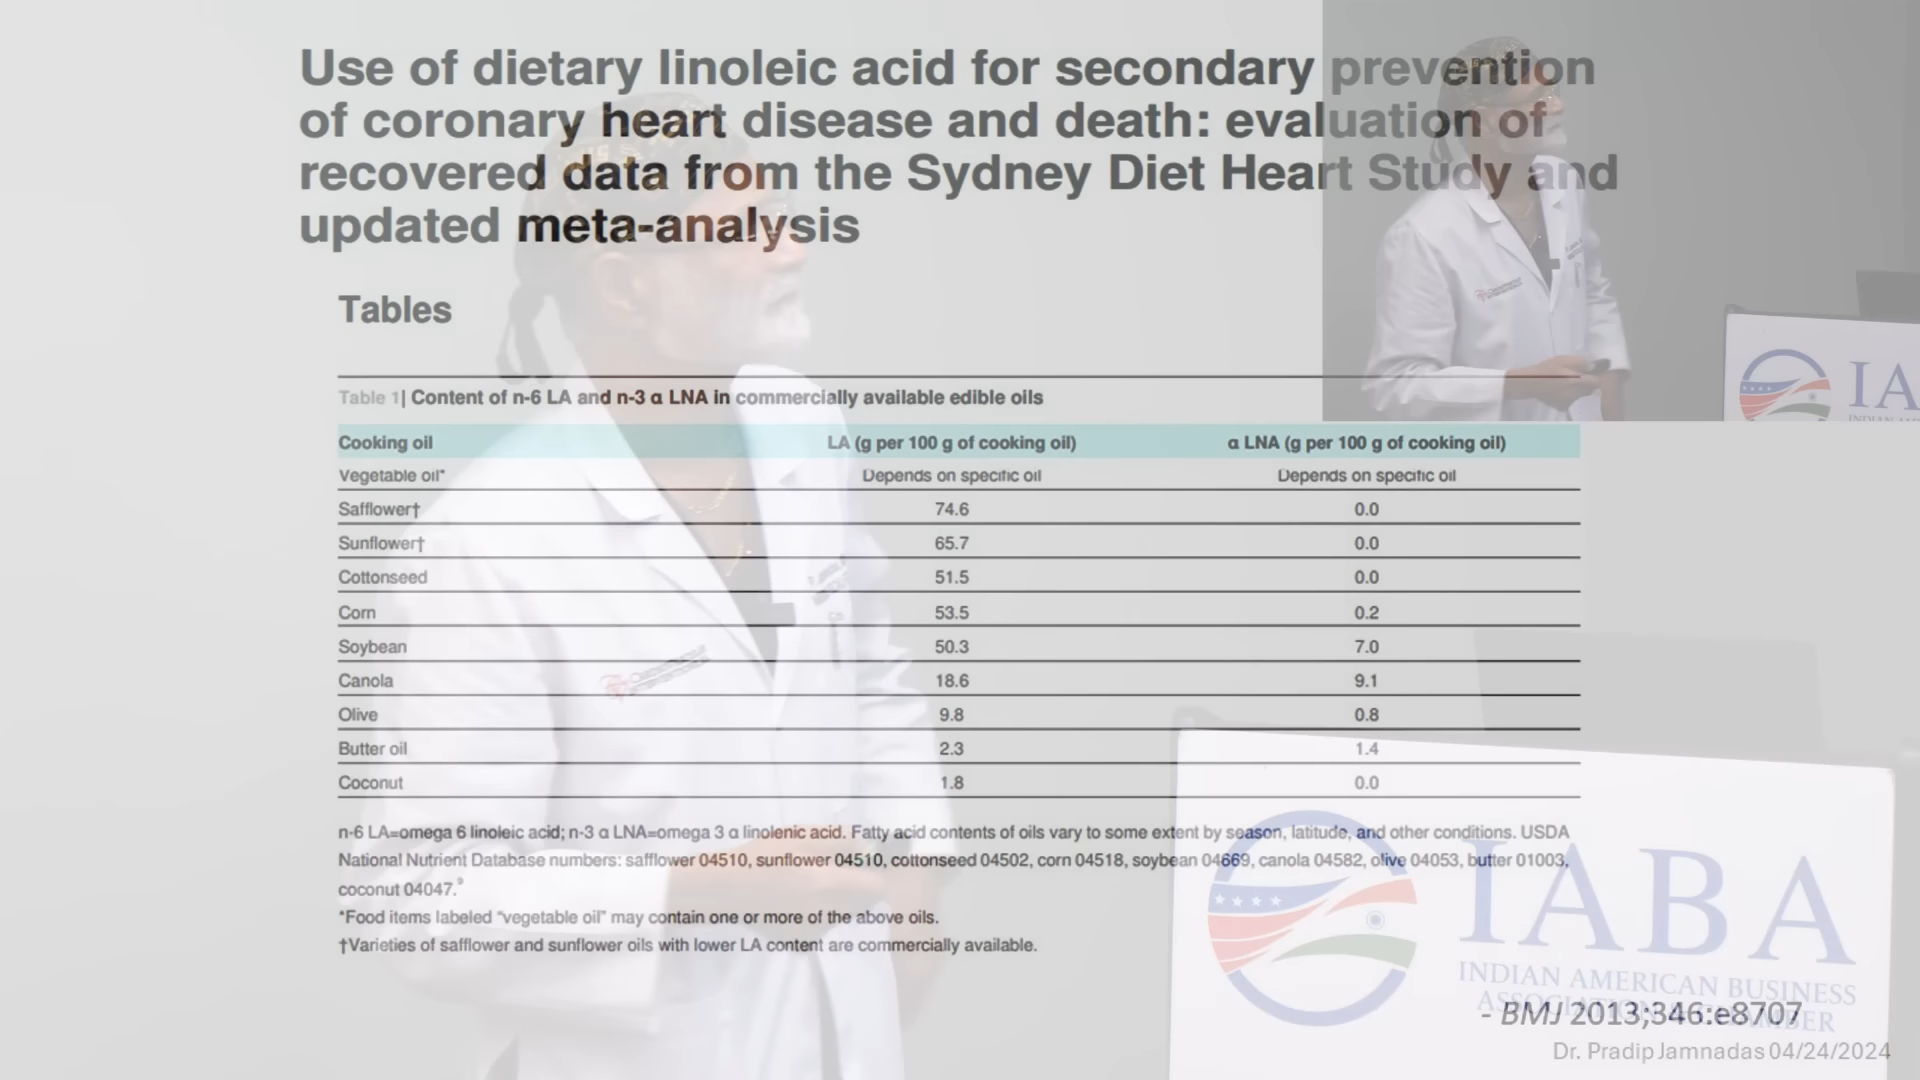 Use of dietary linoleic acid for secondary prevention
of coronary heart disease and death: evaluation of
recovered data from the Sydney Diet Heart Study and
updated meta-analysis
Tables
Table 1| Content of n-6 LA and n-3 α LNA in commercially available edible oils
Cooking oil LA (g per 100 g of cooking oil) α LNA (g per 100 g of cooking oil)
Vegetable oil* Depends on specific oil Depends on specific oil
Safflower† 74.6 0.0
Sunflower† 65.7 0.0
Cottonseed 51.5 0.0
Corn 53.5 0.2
Soybean 50.3 7.0
Canola 18.6 9.1
Olive 9.8 0.8
Butter oil 2.3 1.4
Coconut 1.8 0.0
n-6 LA=omega 6 linoleic acid; n-3 α LNA=omega 3 α linolenic acid. Fatty acid contents of oils vary to some extent by season, latitude, and other conditions. USDA
National Nutrient Database numbers: safflower 04510, sunflower 04510, cottonseed 04502, corn 04518, soybean 04669, canola 04582, olive 04053, butter 01003,
coconut 04047.⁹
*Food items labeled "vegetable oil" may contain one or more of the above oils.
†Varieties of safflower and sunflower oils with lower LA content are commercially available.
IA
IABA
INDIAN AMERICAN BUSINESS
ASSOCIATION & CHAMBER
- BMJ 2013;346:e8707
Dr. Pradip Jamnadas 04/24/2024